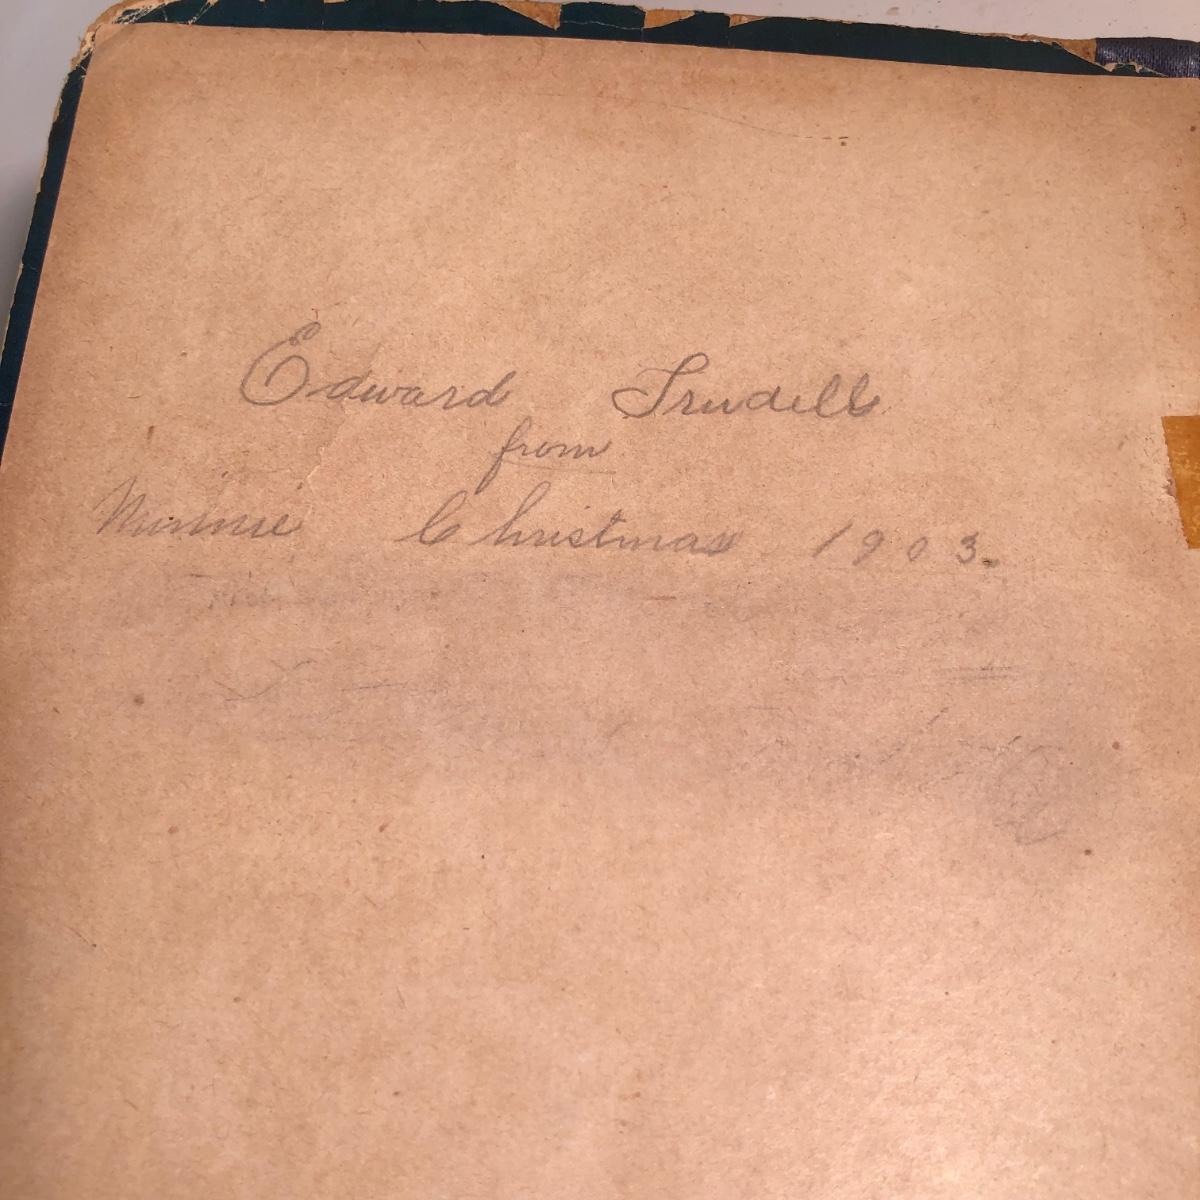 Edward Trudell
from
Minnie Christmas 1903.